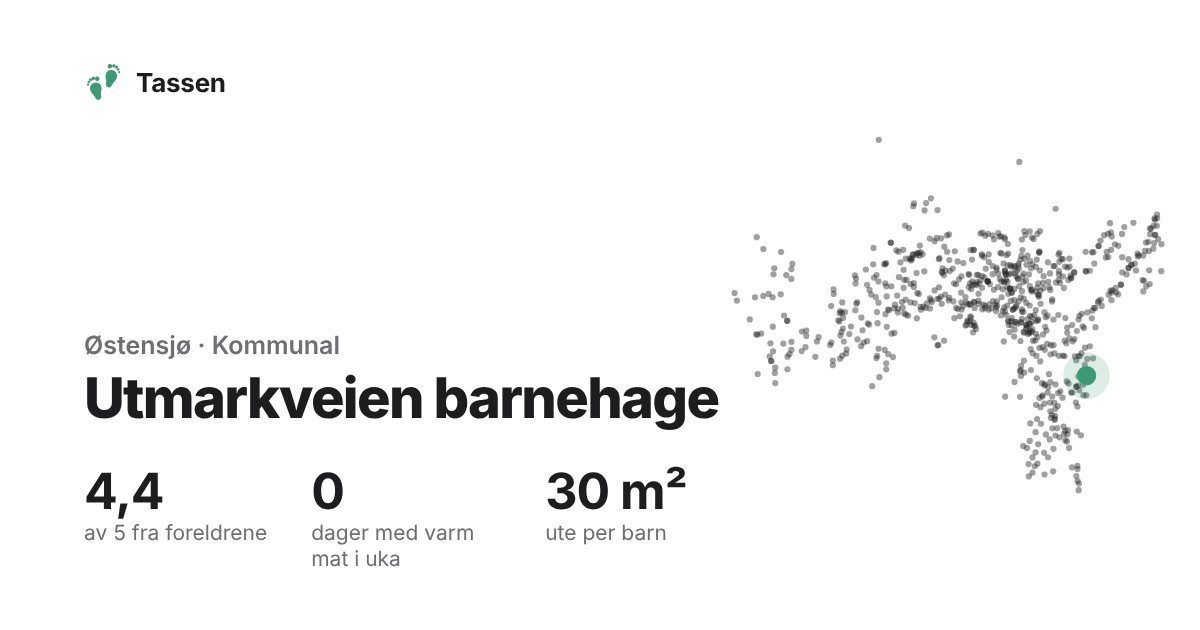 Tassen
Østensjø · Kommunal
Utmarkveien barnehage
4,4
av 5 fra foreldrene
0
dager med varm
mat i uka
30 m²
ute per barn